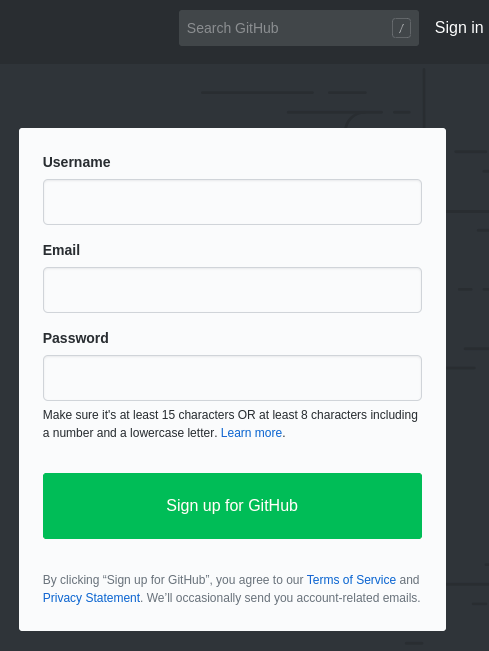 Search GitHub /
Sign in
Username
Email
Password
Make sure it's at least 15 characters OR at least 8 characters including
a number and a lowercase letter. Learn more.
Sign up for GitHub
By clicking “Sign up for GitHub”, you agree to our Terms of Service and
Privacy Statement. We’ll occasionally send you account-related emails.